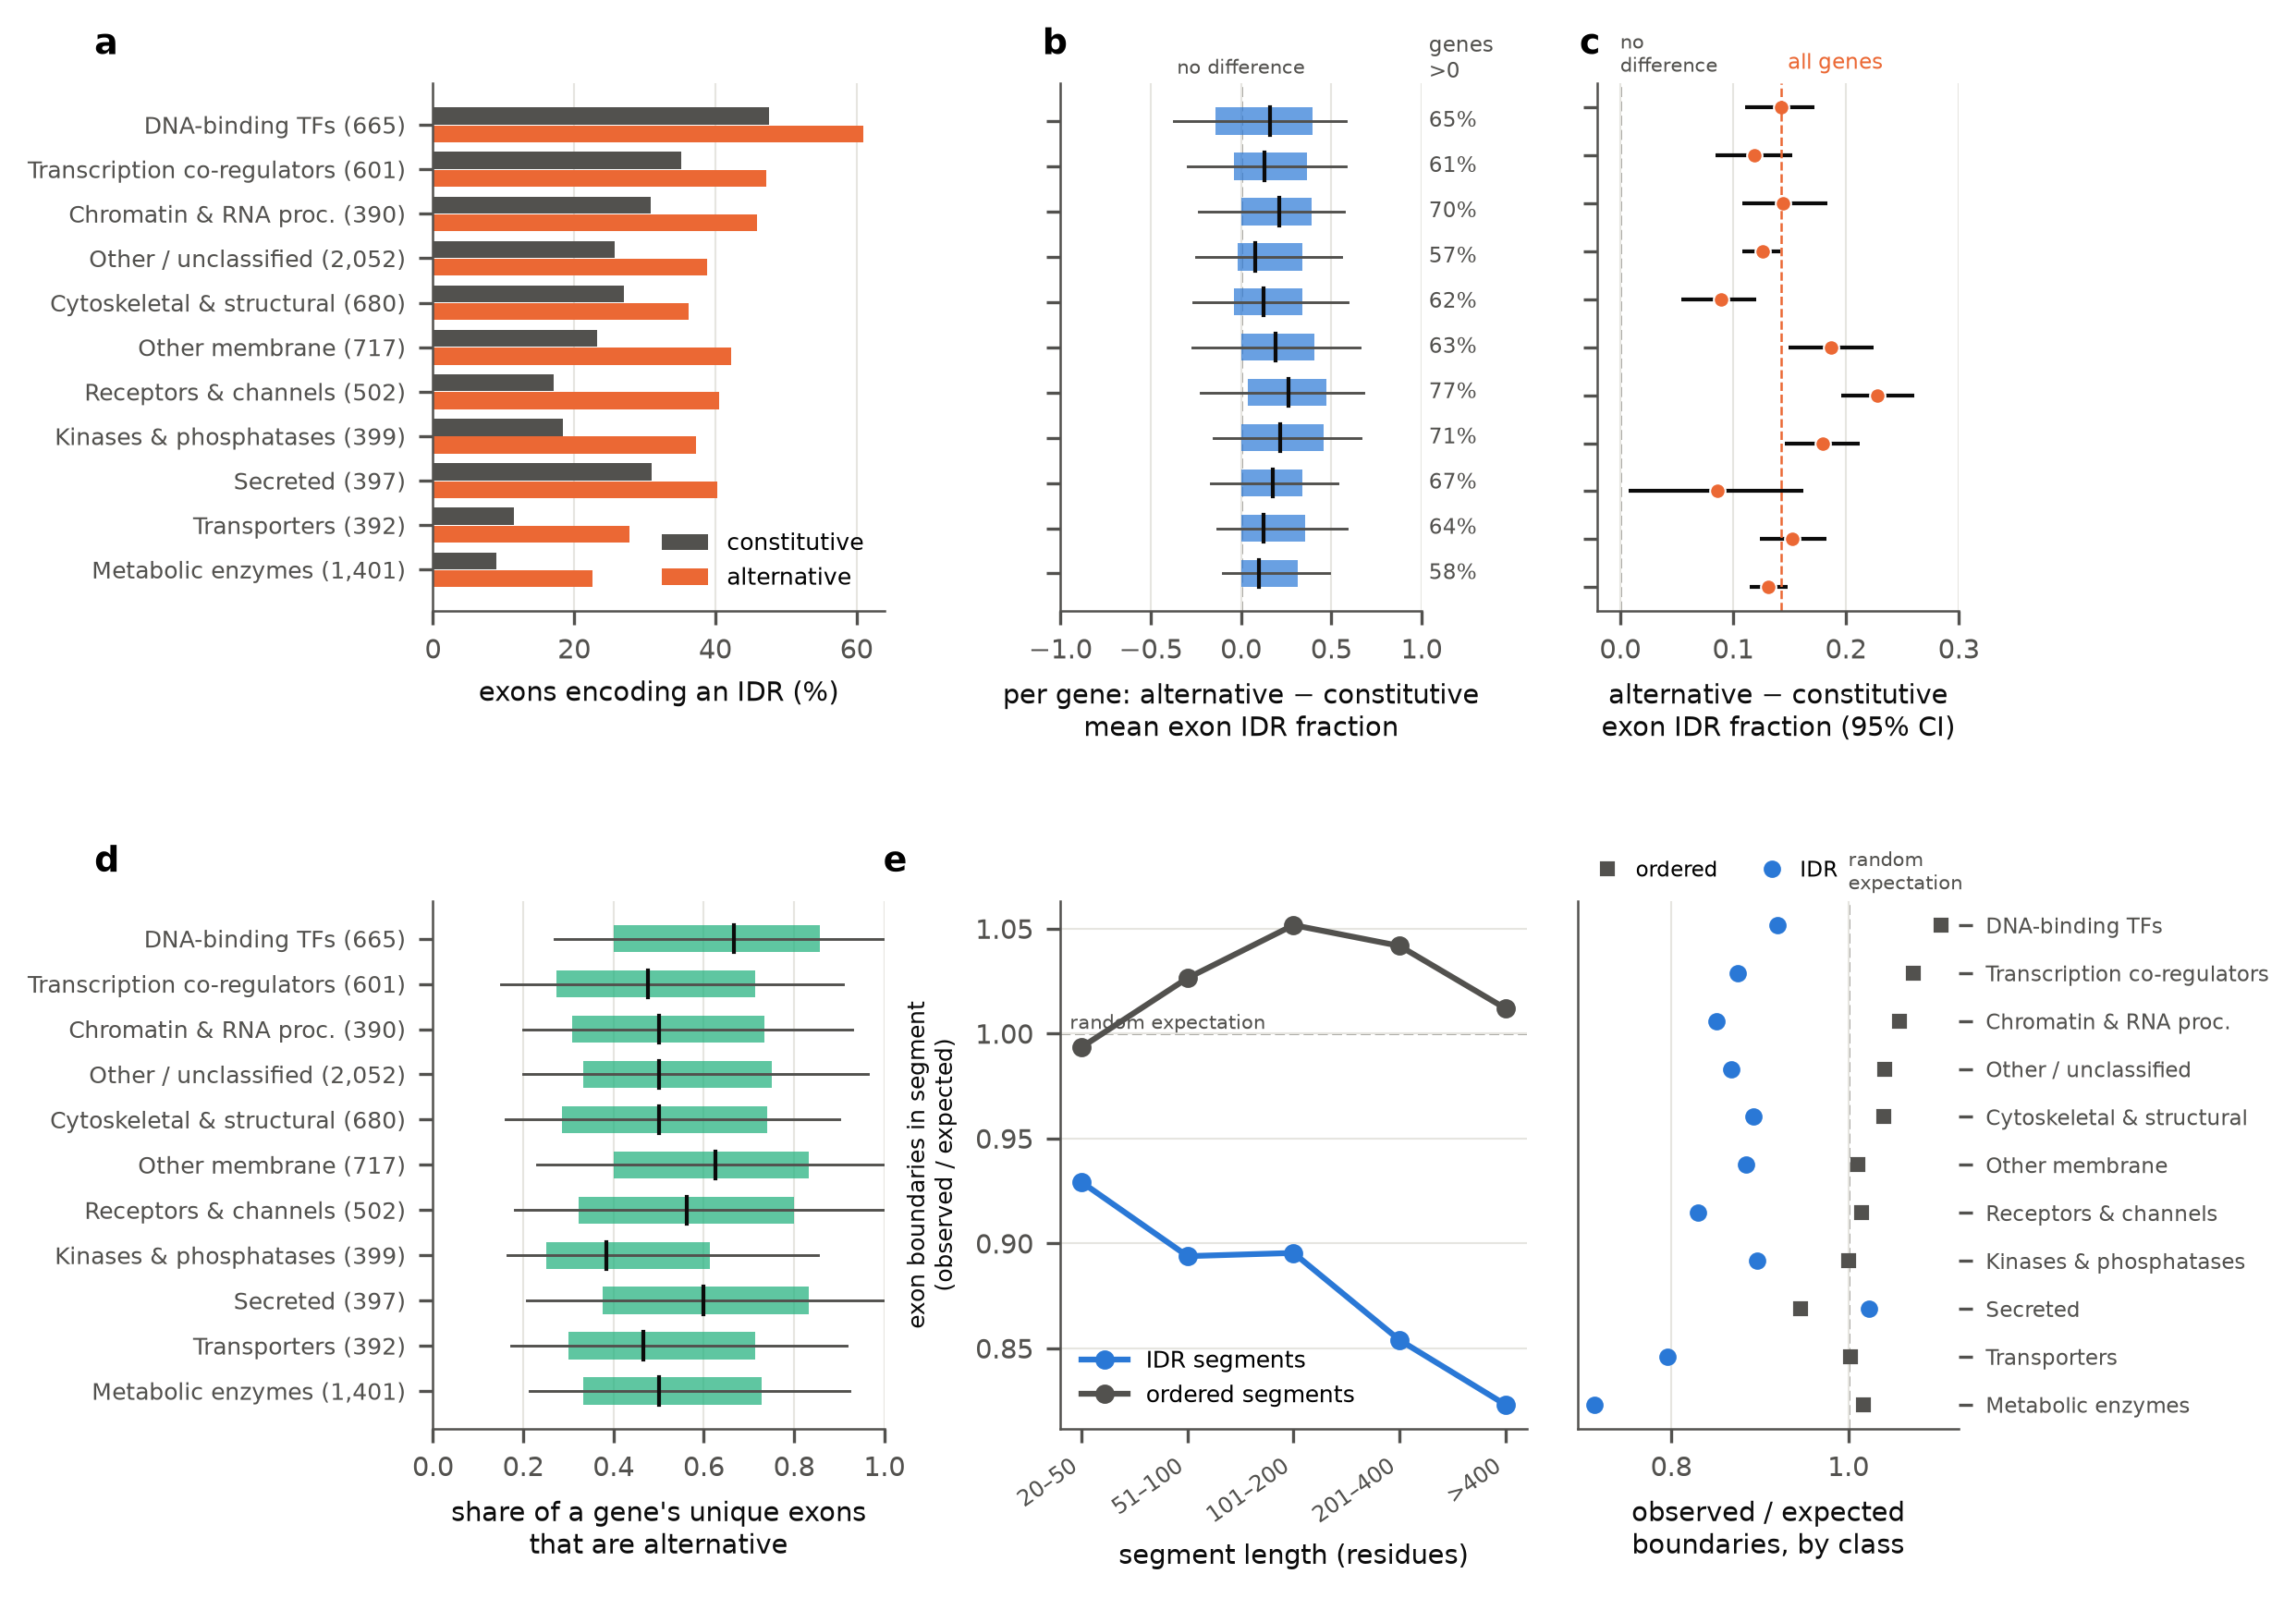 a
DNA-binding TFs (665)
Transcription co-regulators (601)
Chromatin & RNA proc. (390)
Other / unclassified (2,052)
Cytoskeletal & structural (680)
Other membrane (717)
Receptors & channels (502)
Kinases & phosphatases (399)
Secreted (397)
Transporters (392)
Metabolic enzymes (1,401)
constitutive
alternative
0 20 40 60
exons encoding an IDR (%)
b
no difference
genes
>0
65%
61%
70%
57%
62%
63%
77%
71%
67%
64%
58%
−1.0 −0.5 0.0 0.5 1.0
per gene: alternative − constitutive
mean exon IDR fraction
c
no
difference
all genes
0.0 0.1 0.2 0.3
alternative − constitutive
exon IDR fraction (95% CI)
d
DNA-binding TFs (665)
Transcription co-regulators (601)
Chromatin & RNA proc. (390)
Other / unclassified (2,052)
Cytoskeletal & structural (680)
Other membrane (717)
Receptors & channels (502)
Kinases & phosphatases (399)
Secreted (397)
Transporters (392)
Metabolic enzymes (1,401)
0.0 0.2 0.4 0.6 0.8 1.0
share of a gene's unique exons
that are alternative
e
exon boundaries in segment
(observed / expected)
1.05
1.00
0.95
0.90
0.85
random expectation
IDR segments
ordered segments
20–50 51–100 101–200 201–400 >400
segment length (residues)
ordered IDR
random
expectation
DNA-binding TFs
Transcription co-regulators
Chromatin & RNA proc.
Other / unclassified
Cytoskeletal & structural
Other membrane
Receptors & channels
Kinases & phosphatases
Secreted
Transporters
Metabolic enzymes
0.8 1.0
observed / expected
boundaries, by class